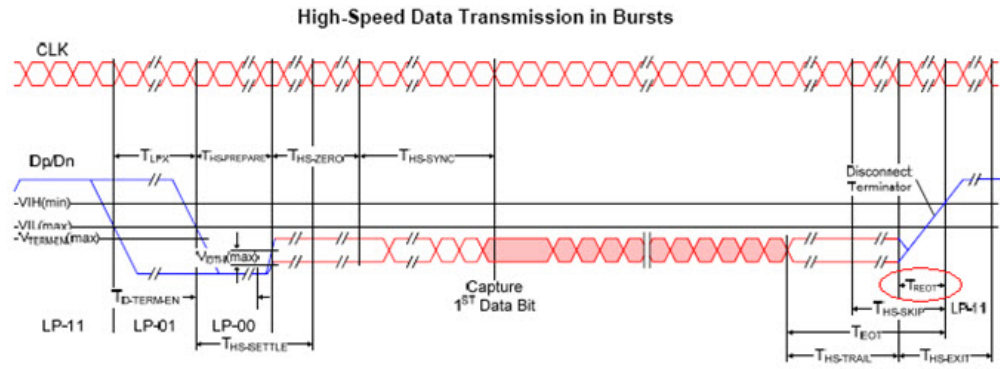 High-Speed Data Transmission in Bursts
CLK
Dp/Dn
TLPX
THS-PREPARE
THS-ZERO
THS-SYNC
Disconnect
Terminator
VIH(min)
VIL(max)
VTERM-EN(max)
VIDTH(max)
Capture
1ST Data Bit
TREOT
TD-TERM-EN
THS-SKIP
LP-11
LP-11
LP-01
LP-00
TEOT
THS-SETTLE
THS-TRAIL
THS-EXIT